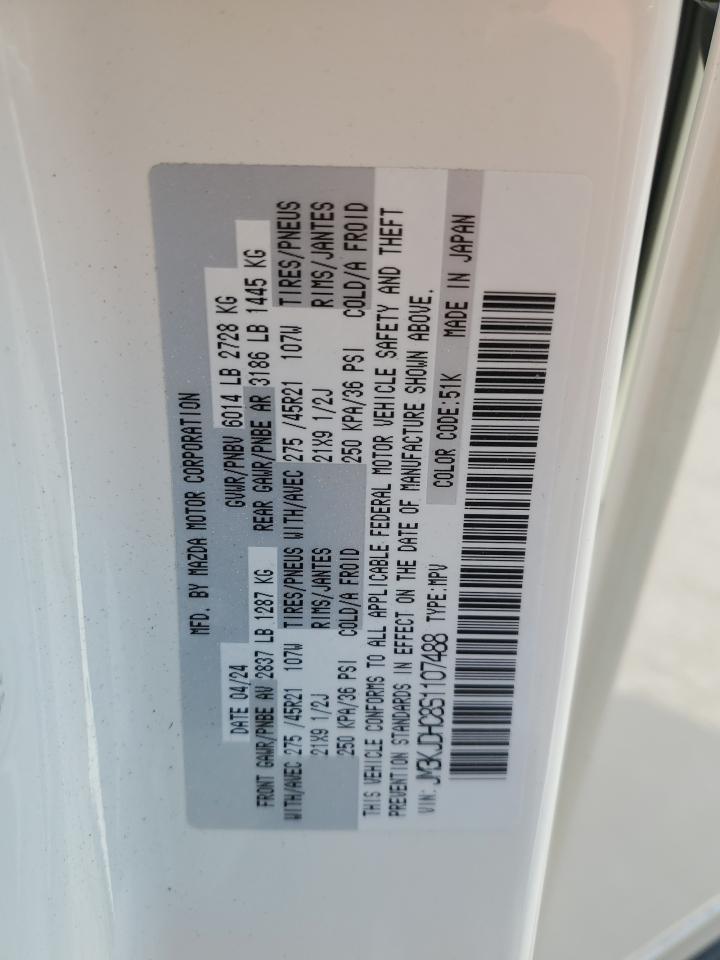 MFD. BY MAZDA MOTOR CORPORATION
DATE 04/24 GVWR/PNBV 6014 LB 2728 KG
FRONT GAWR/PNBE AV 2837 LB 1287 KG REAR GAWR/PNBE AR 3186 LB 1445 KG
WITH/AVEC 275 /45R21 107W TIRES/PNEUS WITH/AVEC 275 /45R21 107W TIRES/PNEUS
21X9 1/2J RIMS/JANTES 21X9 1/2J RIMS/JANTES
250 KPA/36 PSI COLD/A FROID 250 KPA/36 PSI COLD/A FROID
THIS VEHICLE CONFORMS TO ALL APPLICABLE FEDERAL MOTOR VEHICLE SAFETY AND THEFT
PREVENTION STANDARDS IN EFFECT ON THE DATE OF MANUFACTURE SHOWN ABOVE.
VIN: JM3KJDHC8S1107488 TYPE:MPV COLOR CODE:51K MADE IN JAPAN